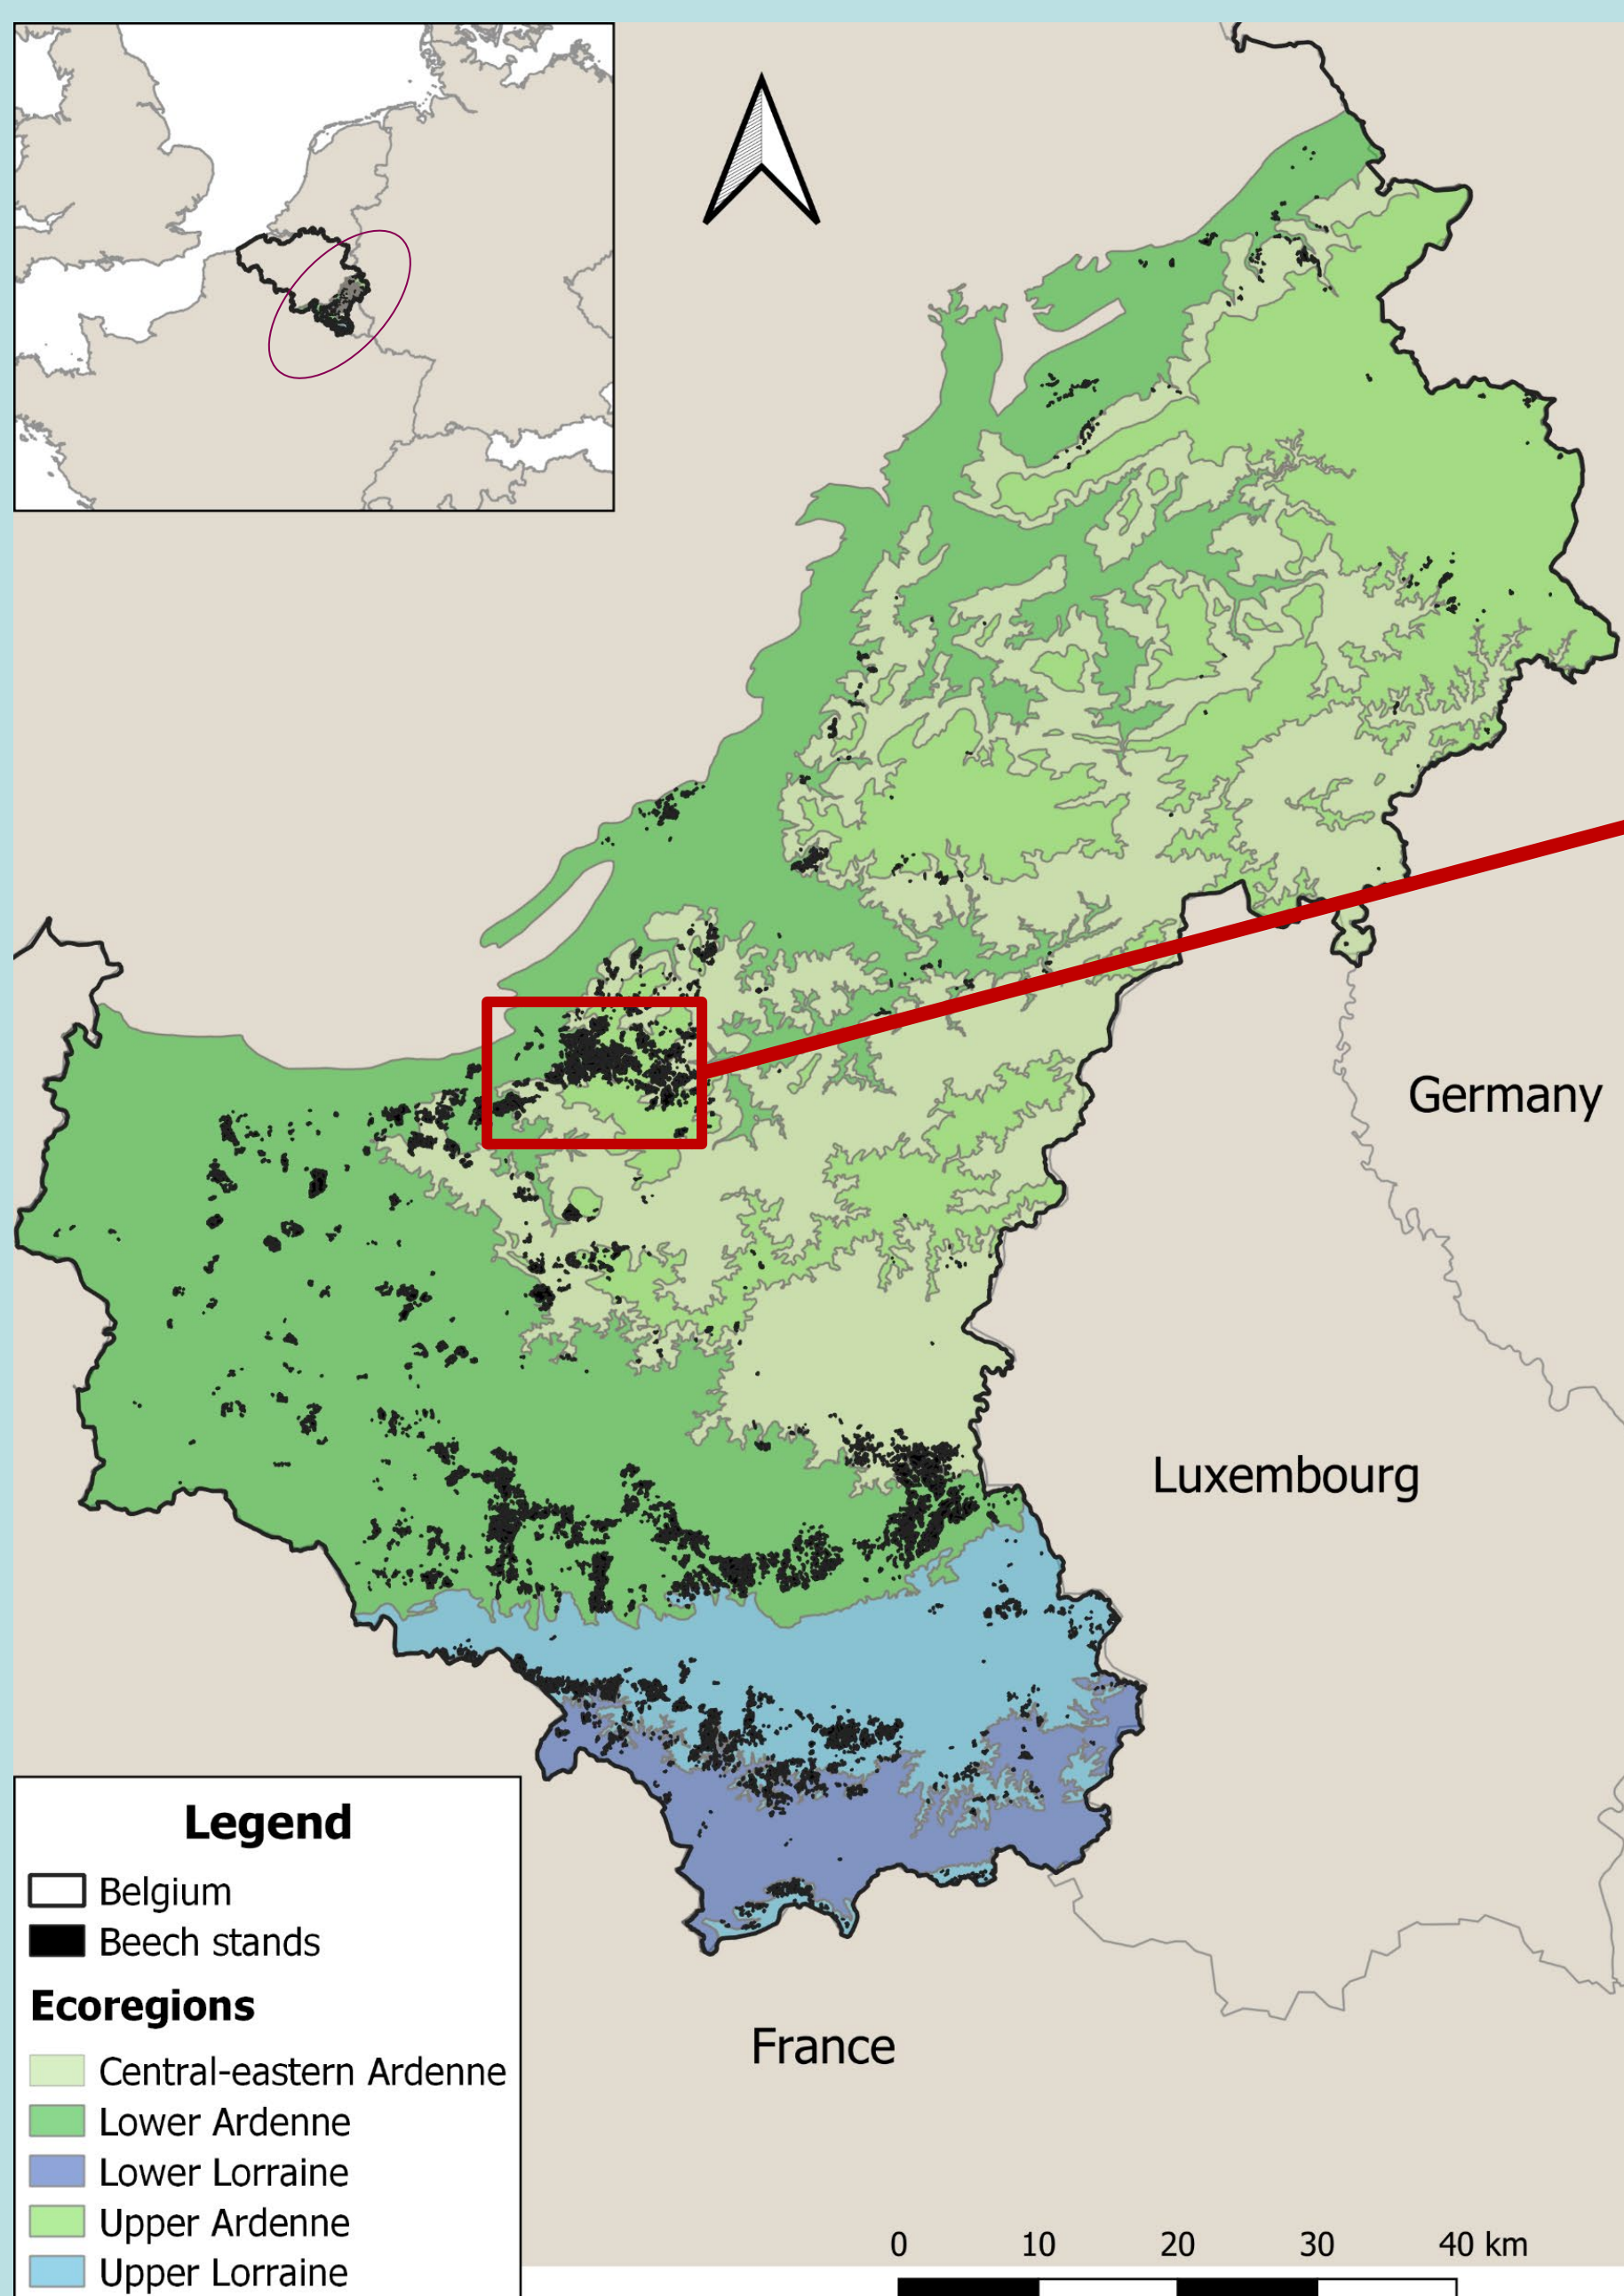 Germany
Luxembourg
France
Legend
Belgium
Beech stands
Ecoregions
Central-eastern Ardenne
Lower Ardenne
Lower Lorraine
Upper Ardenne
Upper Lorraine
0 10 20 30 40 km